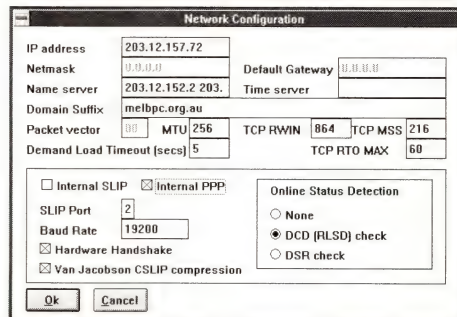 Network Configuration
IP address 203.12.157.72
Netmask 0.0.0.0 Default Gateway 0.0.0.0
Name server 203.12.152.2 203. Time server
Domain Suffix melbpc.org.au
Packet vector 00 MTU 256 TCP RWIN 864 TCP MSS 216
Demand Load Timeout (secs) 5 TCP RTO MAX 60
Internal SLIP Internal PPP
Online Status Detection
SLIP Port 2
None
Baud Rate 19200
DCD (RLSD) check
Hardware Handshake
DSR check
Van Jacobson CSLIP compression
Ok Cancel